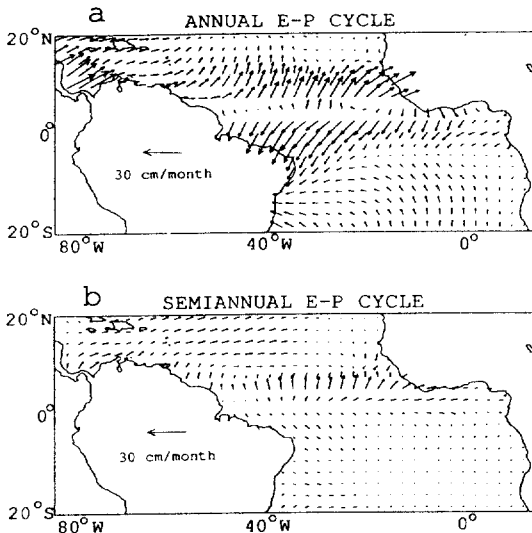 a
ANNUAL E-P CYCLE
20°N
0°
20°S
30 cm/month
80°W
40°W
0°
b
SEMIANNUAL E-P CYCLE
20°N
0°
20°S
30 cm/month
80°W
40°W
0°